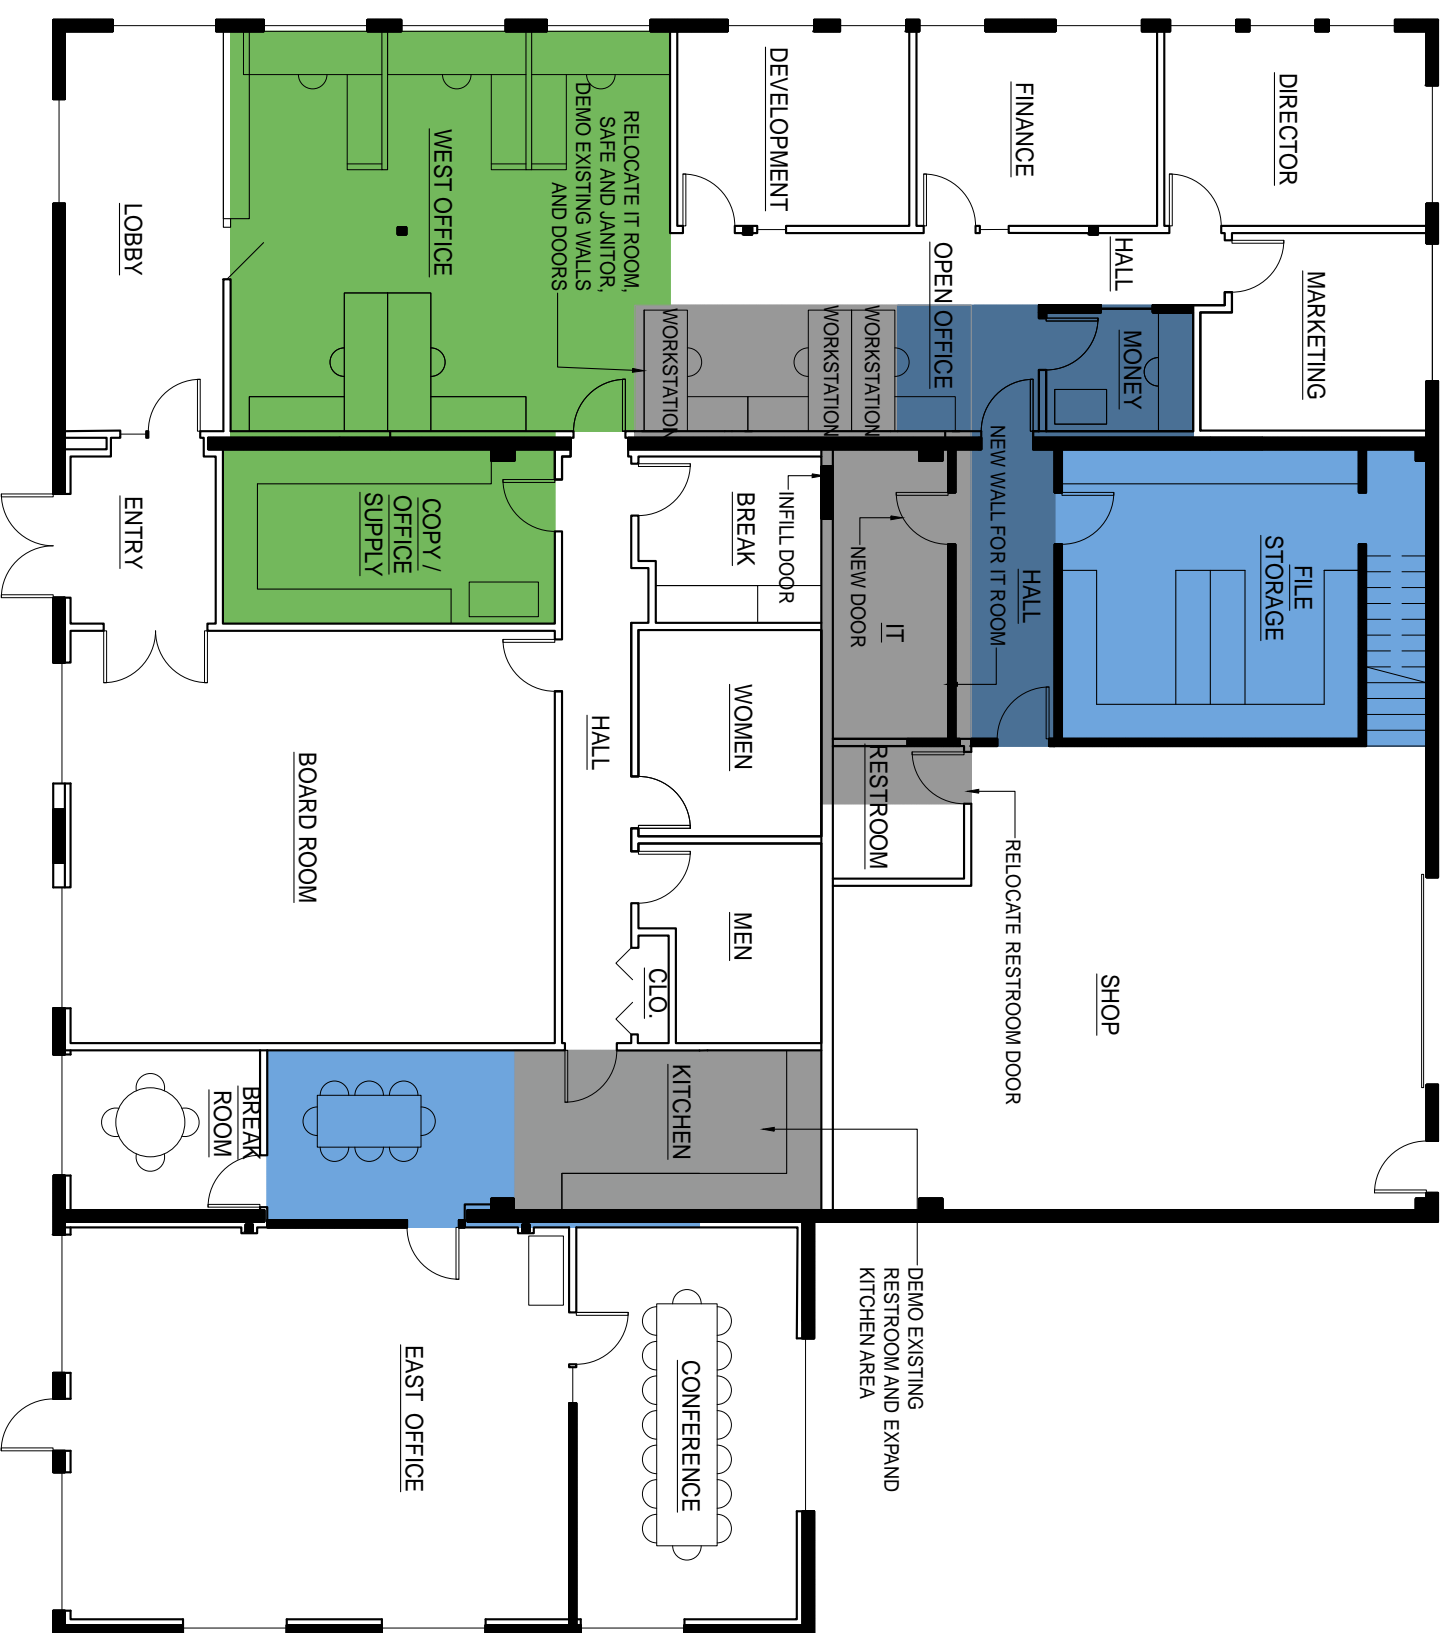 DIRECTOR
FINANCE
DEVELOPMENT
MARKETING
HALL
OPEN OFFICE
RELOCATE IT ROOM,
SAFE AND JANITOR,
DEMO EXISTING WALLS
AND DOORS
WEST OFFICE
LOBBY
MONEY
WORKSTATION
WORKSTATION
WORKSTATION
FILE
STORAGE
HALL
NEW WALL FOR IT ROOM
IT
NEW DOOR
INFILL DOOR
BREAK
COPY /
OFFICE
SUPPLY
ENTRY
WOMEN
HALL
RESTROOM
BOARD ROOM
RELOCATE RESTROOM DOOR
SHOP
MEN
CLO.
KITCHEN
BREAK
ROOM
DEMO EXISTING
RESTROOM AND EXPAND
KITCHEN AREA
CONFERENCE
EAST OFFICE